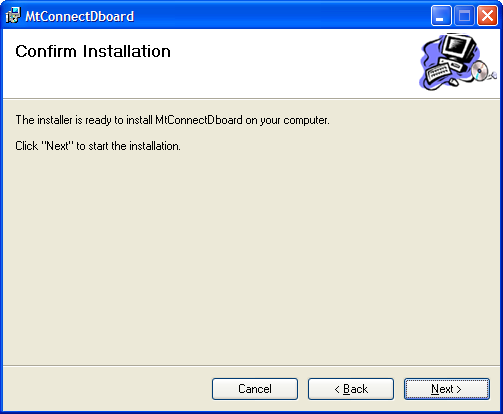 MtConnectDboard
Confirm Installation
The installer is ready to install MtConnectDboard on your computer.
Click "Next" to start the installation.
Cancel
< Back
Next >